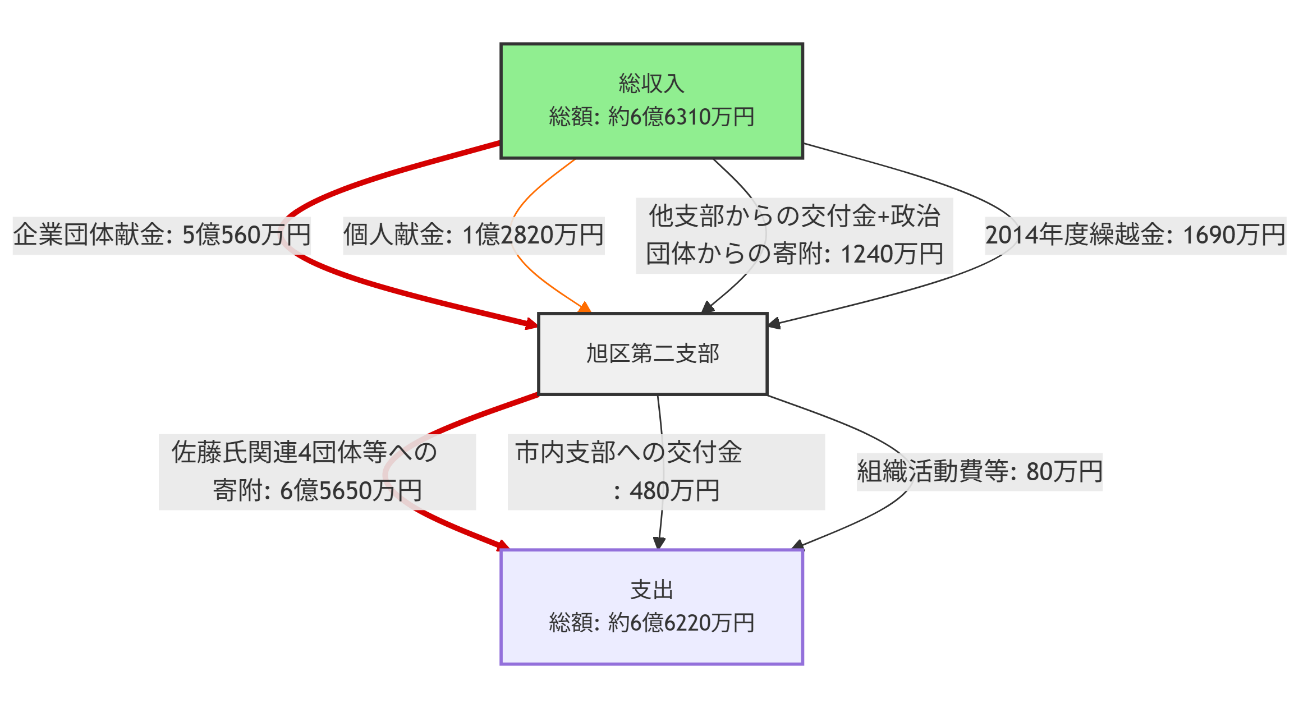 総収入
総額: 約6億6310万円
企業団体献金: 5億560万円
個人献金: 1億2820万円
他支部からの交付金+政治
団体からの寄附: 1240万円
2014年度繰越金: 1690万円
旭区第二支部
佐藤氏関連4団体等への
寄附: 6億5650万円
市内支部への交付金
: 480万円
組織活動費等: 80万円
支出
総額: 約6億6220万円